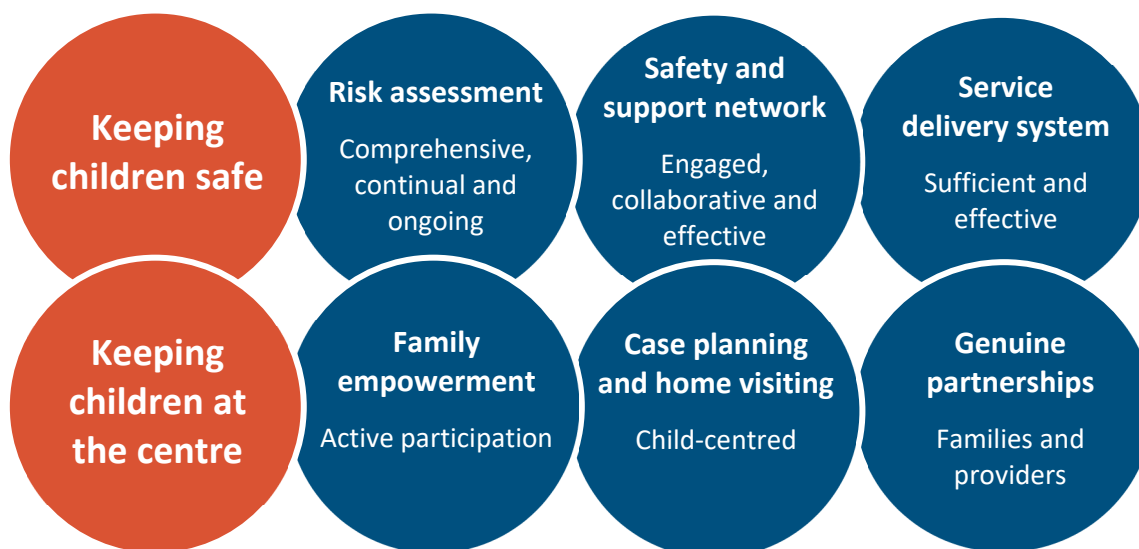 Keeping
children safe
Risk assessment
Comprehensive,
continual and
ongoing
Safety and
support network
Engaged,
collaborative and
effective
Service
delivery system
Sufficient and
effective
Keeping
children at
the centre
Family
empowerment
Active participation
Case planning
and home visiting
Child-centred
Genuine
partnerships
Families and
providers